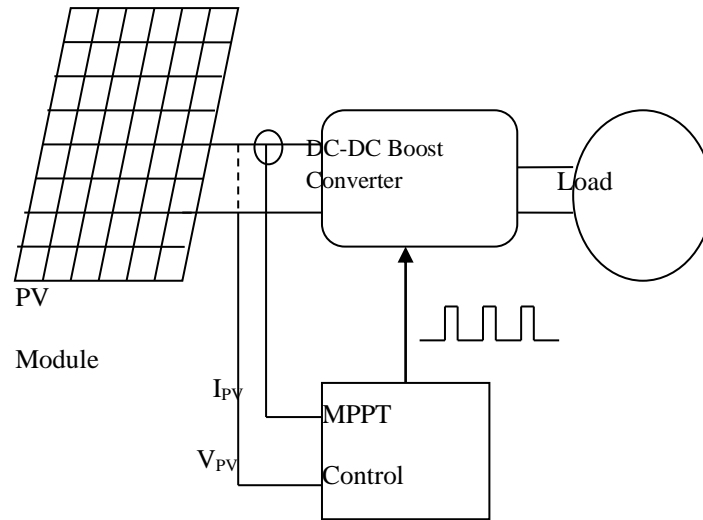 DC-DC Boost
Converter
Load
PV
Module
I_PV
MPPT
V_PV
Control